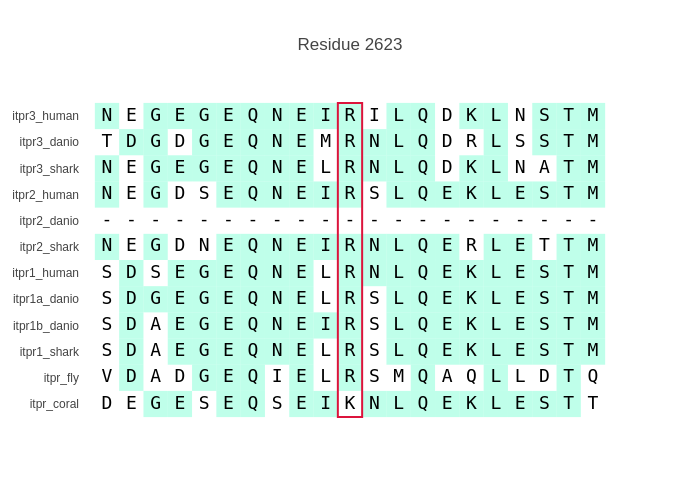 Residue 2623
itpr3_human N E G E G E Q N E I R I L Q D K L N S T M
itpr3_danio T D G D G E Q N E M R N L Q D R L S S T M
itpr3_shark N E G E G E Q N E L R N L Q D K L N A T M
itpr2_human N E G D S E Q N E I R S L Q E K L E S T M
itpr2_danio - - - - - - - - - - - - - - - - - - - - -
itpr2_shark N E G D N E Q N E I R N L Q E R L E T T M
itpr1_human S D S E G E Q N E L R N L Q E K L E S T M
itpr1a_danio S D G E G E Q N E L R S L Q E K L E S T M
itpr1b_danio S D A E G E Q N E I R S L Q E K L E S T M
itpr1_shark S D A E G E Q N E L R S L Q E K L E S T M
itpr_fly V D A D G E Q I E L R S M Q A Q L L D T Q
itpr_coral D E G E S E Q S E I K N L Q E K L E S T T